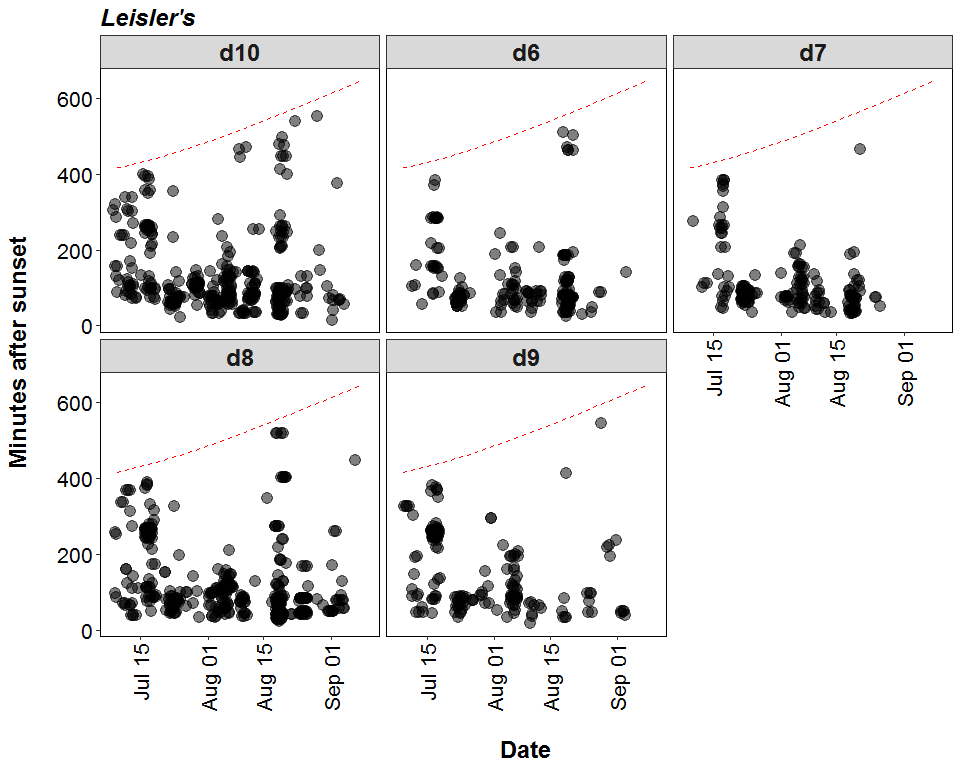 Leisler's
d10 d6 d7
600
400
200
0
Jul 15 Aug 01 Aug 15 Sep 01
d8 d9
600
400
200
0
Jul 15 Aug 01 Aug 15 Sep 01 Jul 15 Aug 01 Aug 15 Sep 01
Minutes after sunset
Date